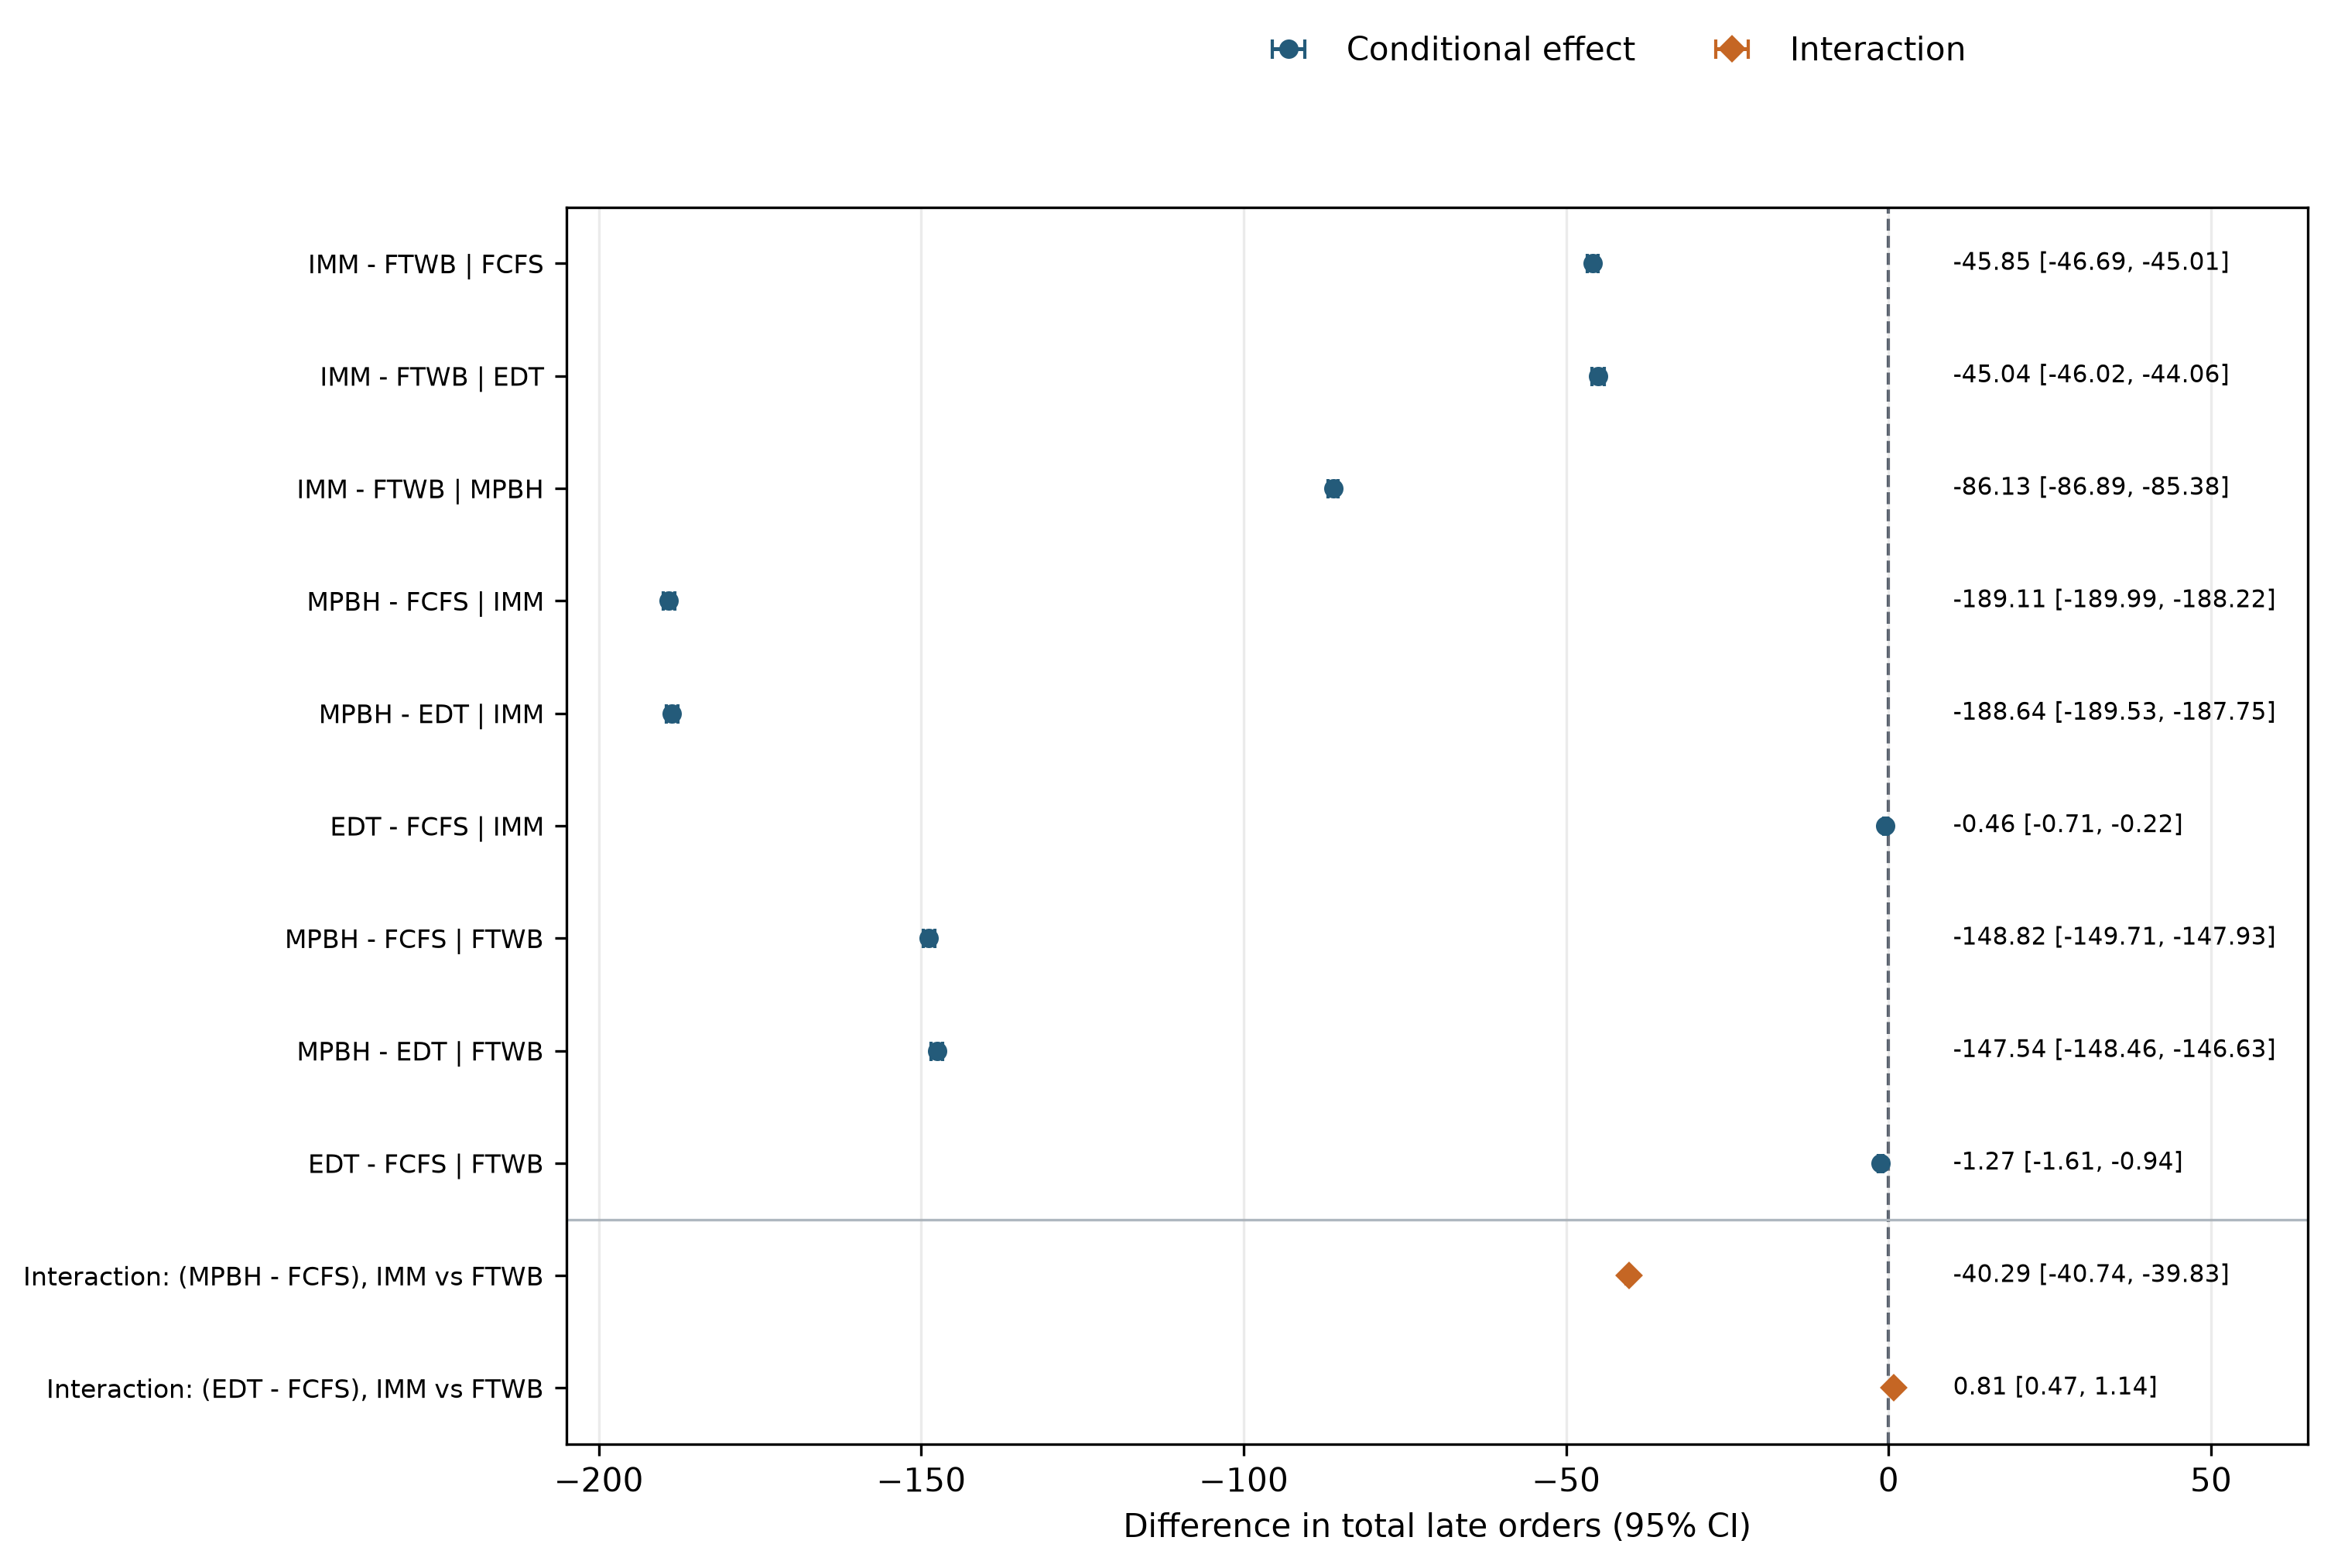 Conditional effect Interaction
IMM - FTWB | FCFS -45.85 [-46.69, -45.01]
IMM - FTWB | EDT -45.04 [-46.02, -44.06]
IMM - FTWB | MPBH -86.13 [-86.89, -85.38]
MPBH - FCFS | IMM -189.11 [-189.99, -188.22]
MPBH - EDT | IMM -188.64 [-189.53, -187.75]
EDT - FCFS | IMM -0.46 [-0.71, -0.22]
MPBH - FCFS | FTWB -148.82 [-149.71, -147.93]
MPBH - EDT | FTWB -147.54 [-148.46, -146.63]
EDT - FCFS | FTWB -1.27 [-1.61, -0.94]
Interaction: (MPBH - FCFS), IMM vs FTWB -40.29 [-40.74, -39.83]
Interaction: (EDT - FCFS), IMM vs FTWB 0.81 [0.47, 1.14]
−200 −150 −100 −50 0 50
Difference in total late orders (95% CI)